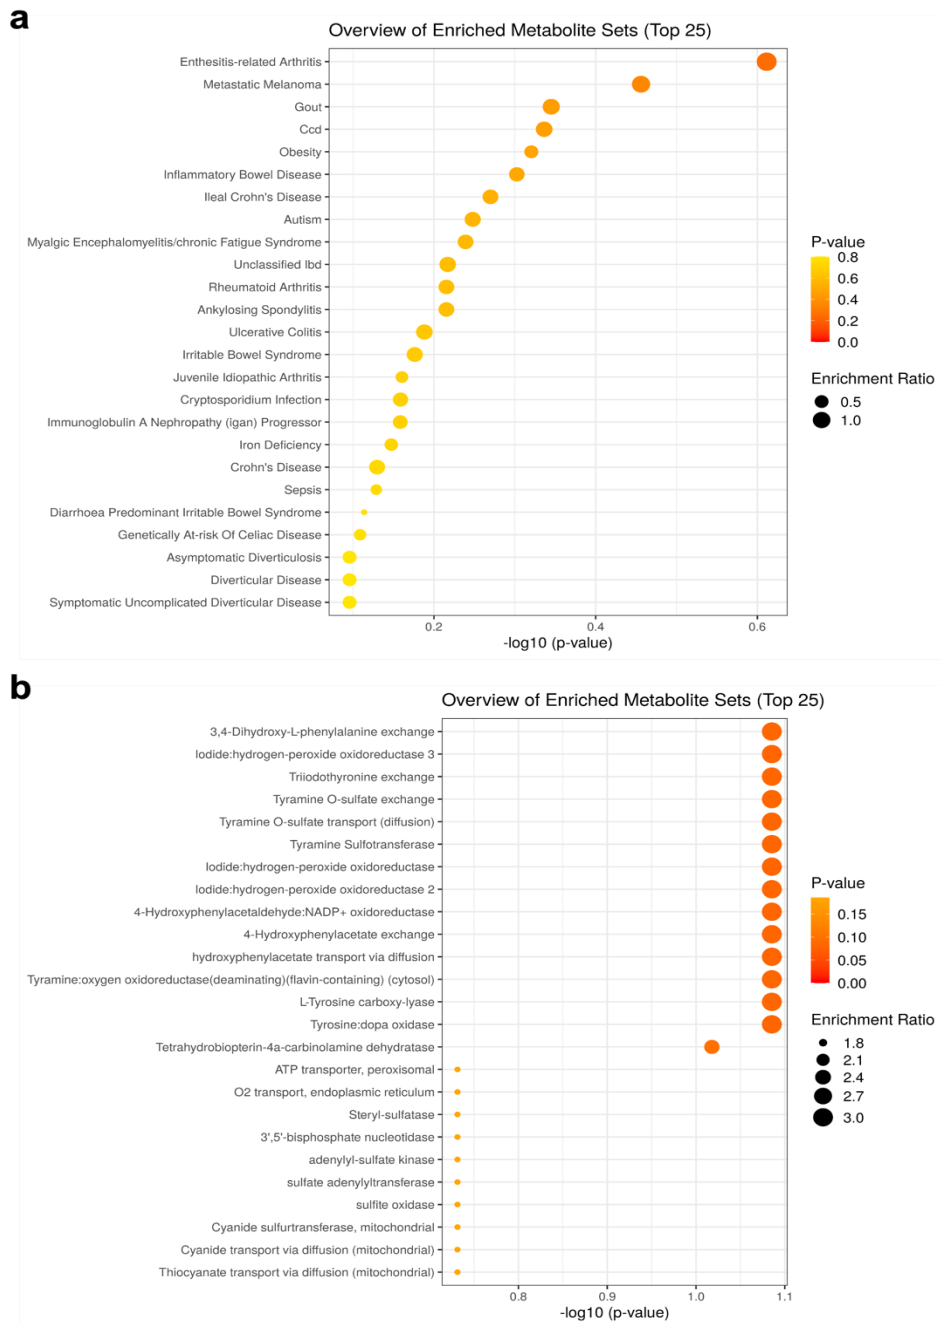 a
Overview of Enriched Metabolite Sets (Top 25)
Enthesitis-related Arthritis
Metastatic Melanoma
Gout
Ccd
Obesity
Inflammatory Bowel Disease
Ileal Crohn's Disease
Autism
Myalgic Encephalomyelitis/chronic Fatigue Syndrome
Unclassified Ibd
Rheumatoid Arthritis
Ankylosing Spondylitis
Ulcerative Colitis
Irritable Bowel Syndrome
Juvenile Idiopathic Arthritis
Cryptosporidium Infection
Immunoglobulin A Nephropathy (igan) Progressor
Iron Deficiency
Crohn's Disease
Sepsis
Diarrhoea Predominant Irritable Bowel Syndrome
Genetically At-risk Of Celiac Disease
Asymptomatic Diverticulosis
Diverticular Disease
Symptomatic Uncomplicated Diverticular Disease
0.2 0.4 0.6
-log10 (p-value)
P-value
0.8
0.6
0.4
0.2
0.0
Enrichment Ratio
0.5
1.0
b
Overview of Enriched Metabolite Sets (Top 25)
3,4-Dihydroxy-L-phenylalanine exchange
Iodide:hydrogen-peroxide oxidoreductase 3
Triiodothyronine exchange
Tyramine O-sulfate exchange
Tyramine O-sulfate transport (diffusion)
Tyramine Sulfotransferase
Iodide:hydrogen-peroxide oxidoreductase
Iodide:hydrogen-peroxide oxidoreductase 2
4-Hydroxyphenylacetaldehyde:NADP+ oxidoreductase
4-Hydroxyphenylacetate exchange
hydroxyphenylacetate transport via diffusion
Tyramine:oxygen oxidoreductase(deaminating)(flavin-containing) (cytosol)
L-Tyrosine carboxy-lyase
Tyrosine:dopa oxidase
Tetrahydrobiopterin-4a-carbinolamine dehydratase
ATP transporter, peroxisomal
O2 transport, endoplasmic reticulum
Steryl-sulfatase
3',5'-bisphosphate nucleotidase
adenylyl-sulfate kinase
sulfate adenylyltransferase
sulfite oxidase
Cyanide sulfurtransferase, mitochondrial
Cyanide transport via diffusion (mitochondrial)
Thiocyanate transport via diffusion (mitochondrial)
0.8 0.9 1.0 1.1
-log10 (p-value)
P-value
0.15
0.10
0.05
0.00
Enrichment Ratio
1.8
2.1
2.4
2.7
3.0